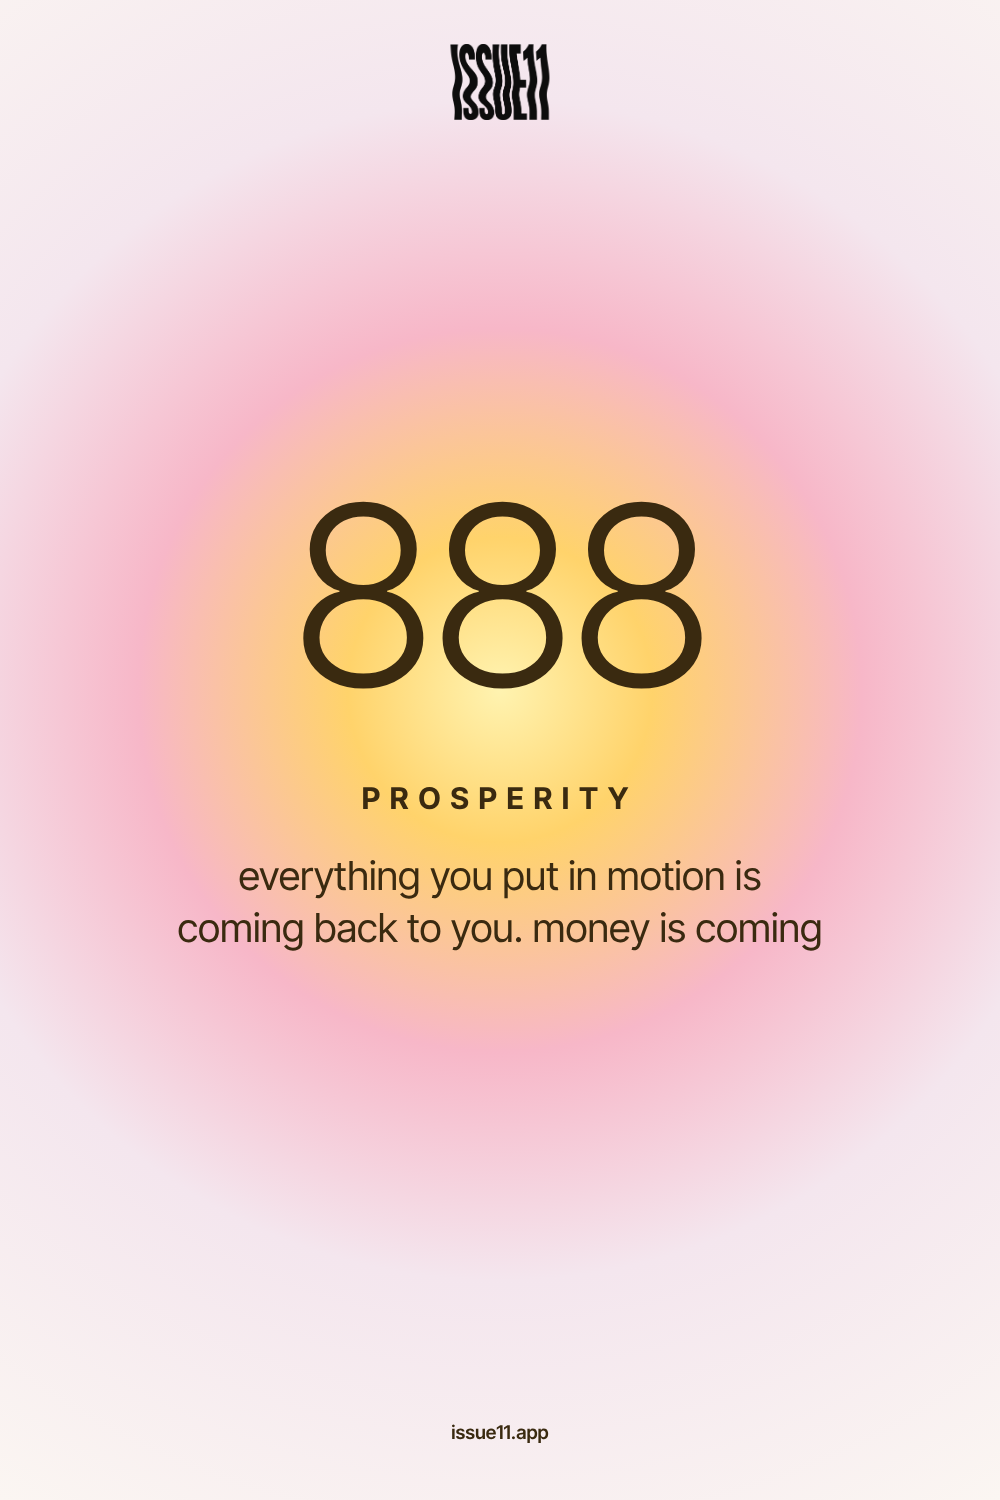 ISSUE11
888
PROSPERITY
everything you put in motion is
coming back to you. money is coming
issue11.app